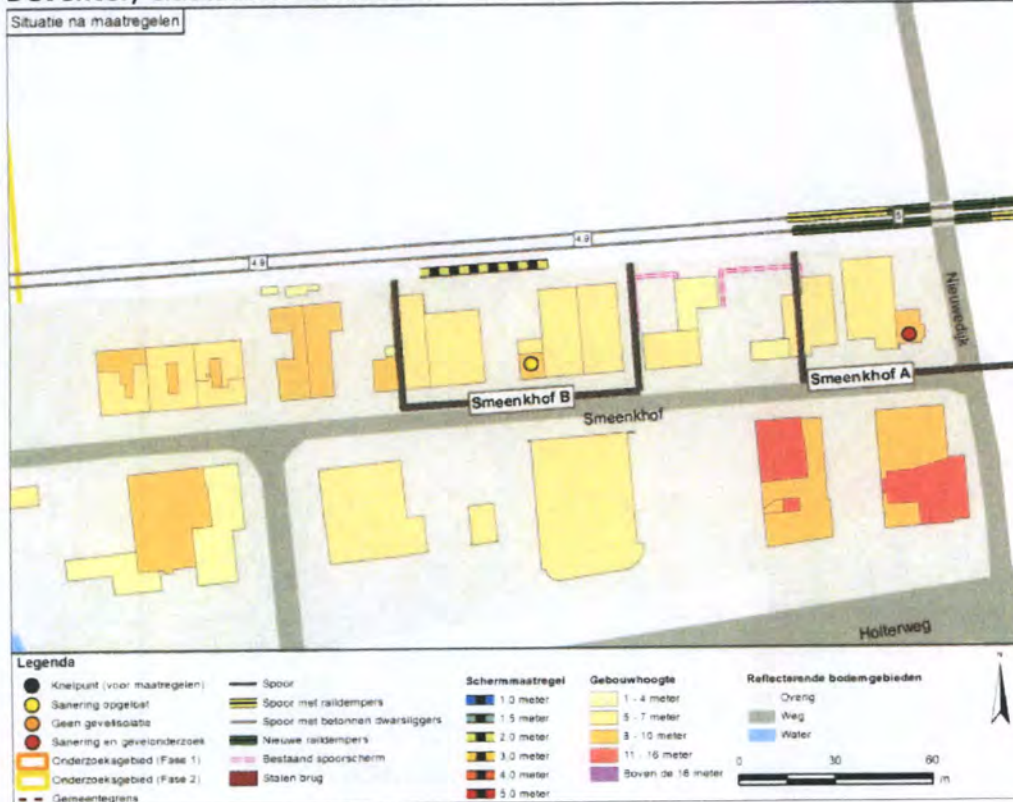 Situatie na maatregelen
4.9
4.9
Nieuwedijk
Smeenkhof A
Smeenkhof B
Smeenkhof
Holterweg
Legenda
Knelpunt (voor maatregelen)
Sanering opgelost
Geen gevelisolatie
Sanering en gevelonderzoek
Onderzoeksgebied (Fase 1)
Onderzoeksgebied (Fase 2)
Gemeentegrens
Spoor
Spoor met raildempers
Spoor met betonnen dwarsliggers
Nieuwe raildempers
Bestaand spoorscherm
Stalen brug
Schermmaatregel
1.0 meter
1.5 meter
2.0 meter
3.0 meter
4.0 meter
5.0 meter
Gebouwhoogte
1 - 4 meter
5 - 7 meter
8 - 10 meter
11 - 16 meter
Boven de 16 meter
Reflecterende bodemgebieden
Overig
Weg
Water
0 30 60
m
N